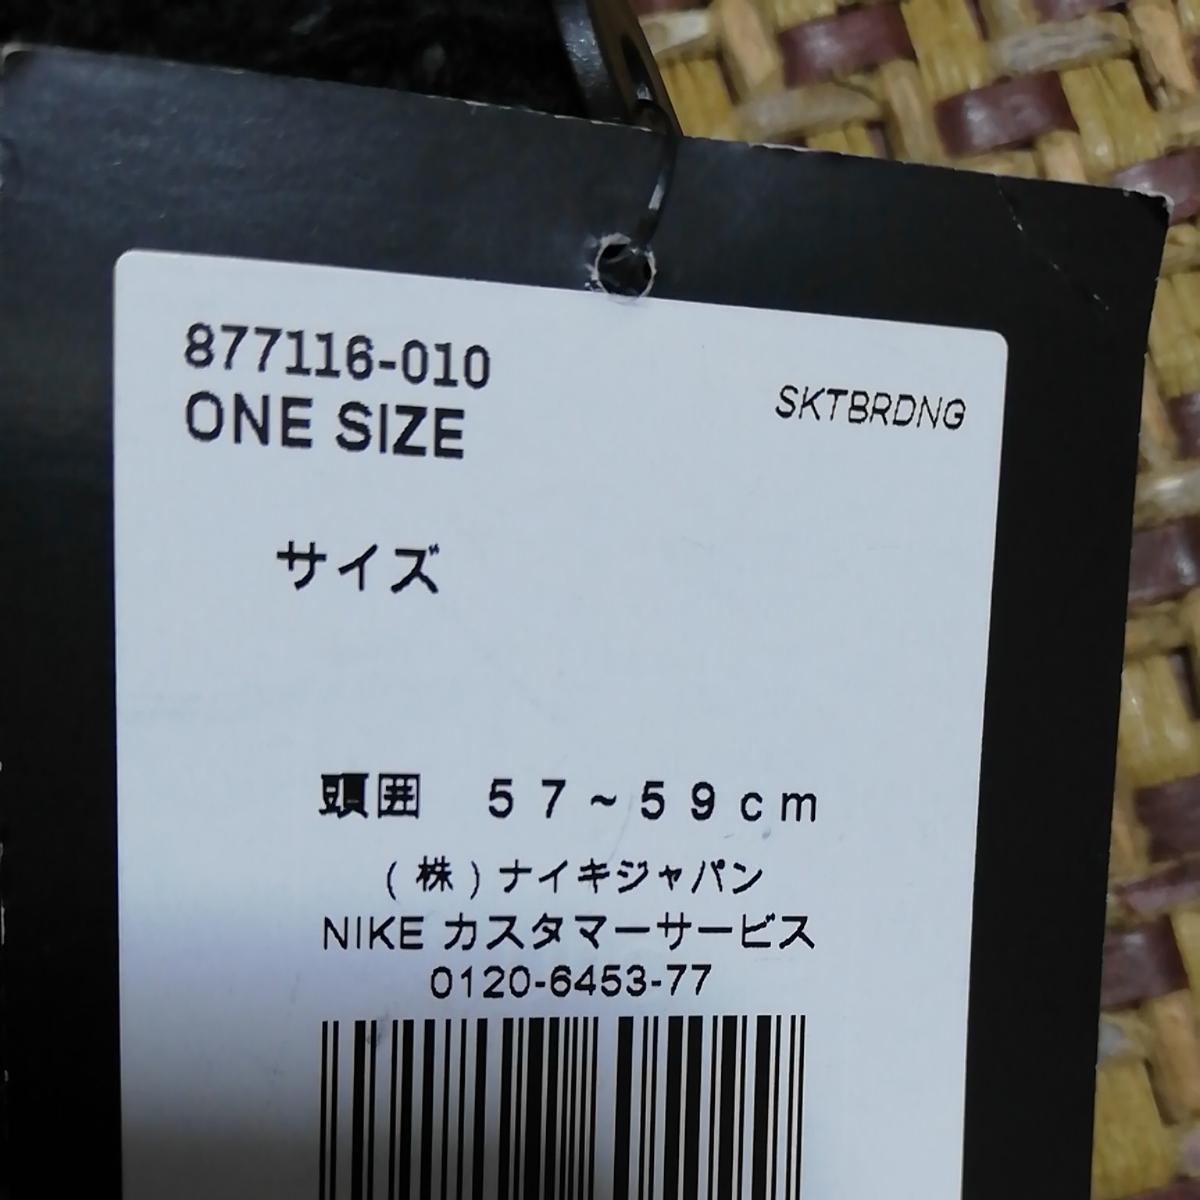 877116-010
ONE SIZE
SKTBRDNG
サイズ
頭囲　５７～５９ｃｍ
(株)ナイキジャパン
NIKE カスタマーサービス
0120-6453-77